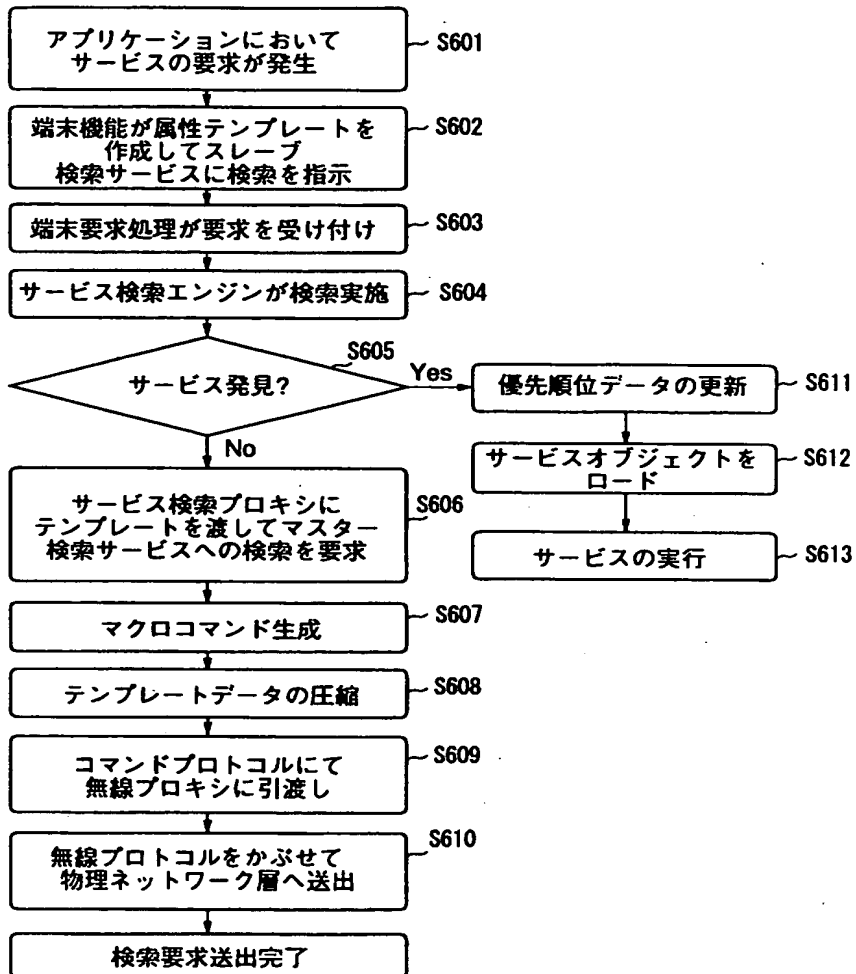 アプリケーションにおいて
サービスの要求が発生
S601
端末機能が属性テンプレートを
作成してスレーブ
検索サービスに検索を指示
S602
端末要求処理が要求を受け付け
S603
サービス検索エンジンが検索実施
S604
サービス発見?
S605
Yes
No
優先順位データの更新
S611
サービスオブジェクトを
ロード
S612
サービスの実行
S613
サービス検索プロキシに
テンプレートを渡してマスター
検索サービスへの検索を要求
S606
マクロコマンド生成
S607
テンプレートデータの圧縮
S608
コマンドプロトコルにて
無線プロキシに引渡し
S609
無線プロトコルをかぶせて
物理ネットワーク層へ送出
S610
検索要求送出完了